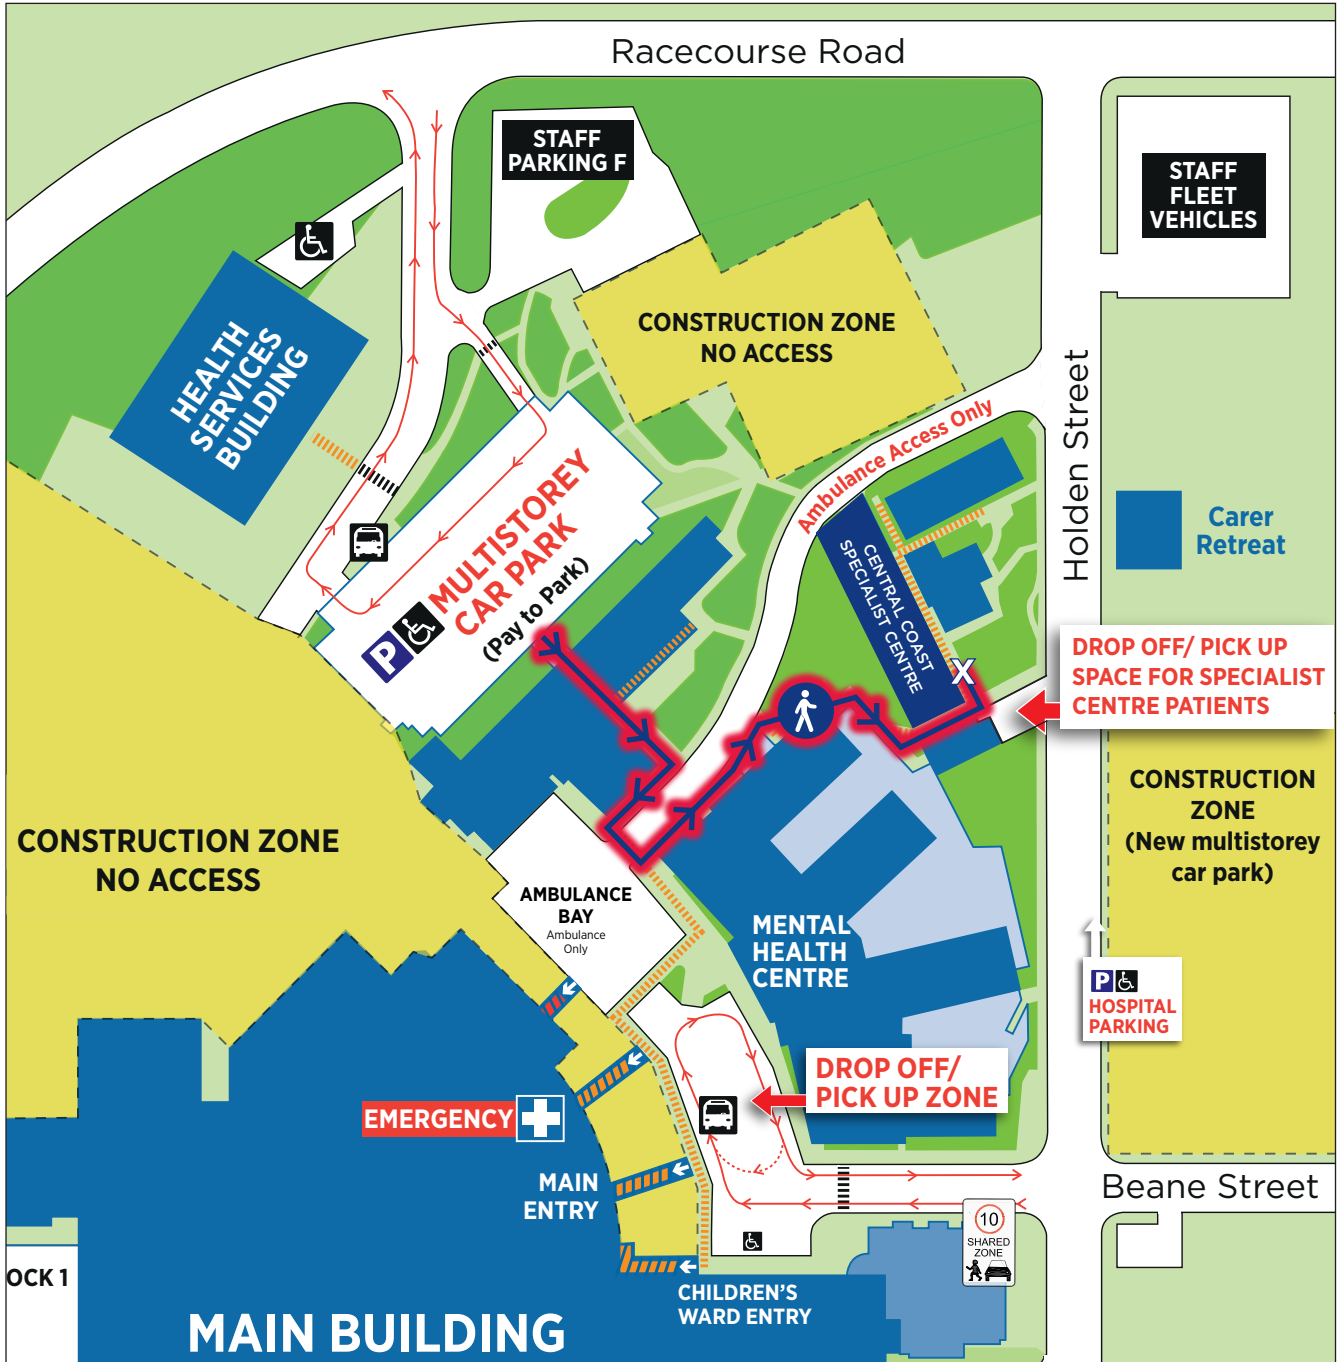 Racecourse Road
STAFF
PARKING F
STAFF
FLEET
VEHICLES
HEALTH
SERVICES
BUILDING
CONSTRUCTION ZONE
NO ACCESS
Holden Street
Ambulance Access Only
Carer
Retreat
P
MULTISTOREY
CAR PARK
(Pay to Park)
CENTRAL COAST
SPECIALIST CENTRE
X
DROP OFF/ PICK UP
SPACE FOR SPECIALIST
CENTRE PATIENTS
CONSTRUCTION
ZONE
(New multistorey
car park)
CONSTRUCTION ZONE
NO ACCESS
AMBULANCE
BAY
Ambulance
Only
MENTAL
HEALTH
CENTRE
P
HOSPITAL
PARKING
DROP OFF/
PICK UP ZONE
EMERGENCY
MAIN
ENTRY
Beane Street
10
SHARED
ZONE
OCK 1
CHILDREN'S
WARD ENTRY
MAIN BUILDING